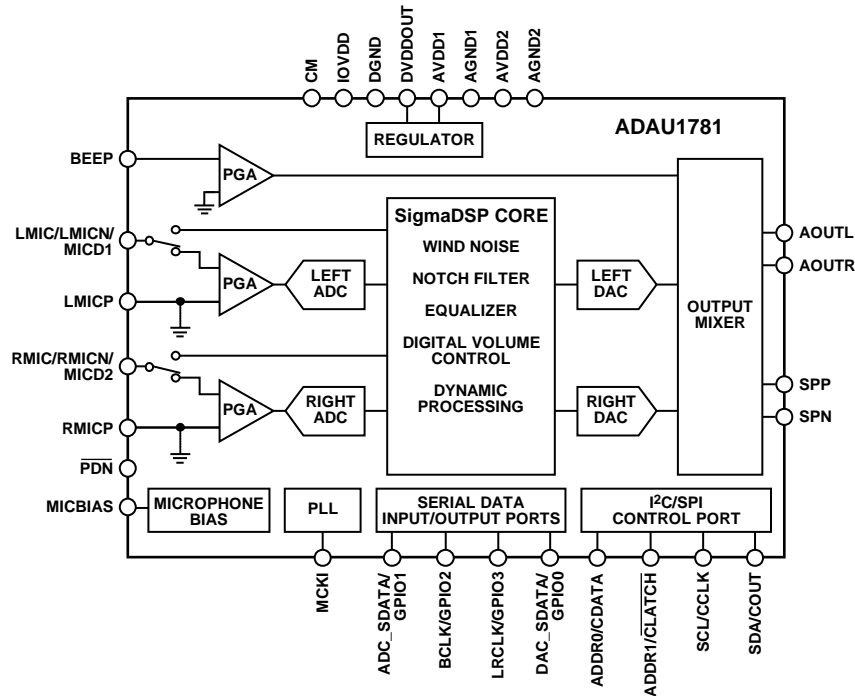 CM
IOVDD
DGND
DVDDOUT
AVDD1
AGND1
AVDD2
AGND2
REGULATOR
ADAU1781
BEEP
PGA
SigmaDSP CORE
WIND NOISE
NOTCH FILTER
EQUALIZER
DIGITAL VOLUME
CONTROL
DYNAMIC
PROCESSING
LMIC/LMICN/
MICD1
PGA
LEFT
ADC
LEFT
DAC
OUTPUT
MIXER
AOUTL
AOUTR
LMICP
RMIC/RMICN/
MICD2
PGA
RIGHT
ADC
RIGHT
DAC
SPP
SPN
RMICP
PDN
MICBIAS
MICROPHONE
BIAS
PLL
SERIAL DATA
INPUT/OUTPUT PORTS
I2C/SPI
CONTROL PORT
MCKI
ADC_SDATA/
GPIO1
BCLK/GPIO2
LRCLK/GPIO3
DAC_SDATA/
GPIO0
ADDR0/CDATA
ADDR1/CLATCH
SCL/CCLK
SDA/COUT